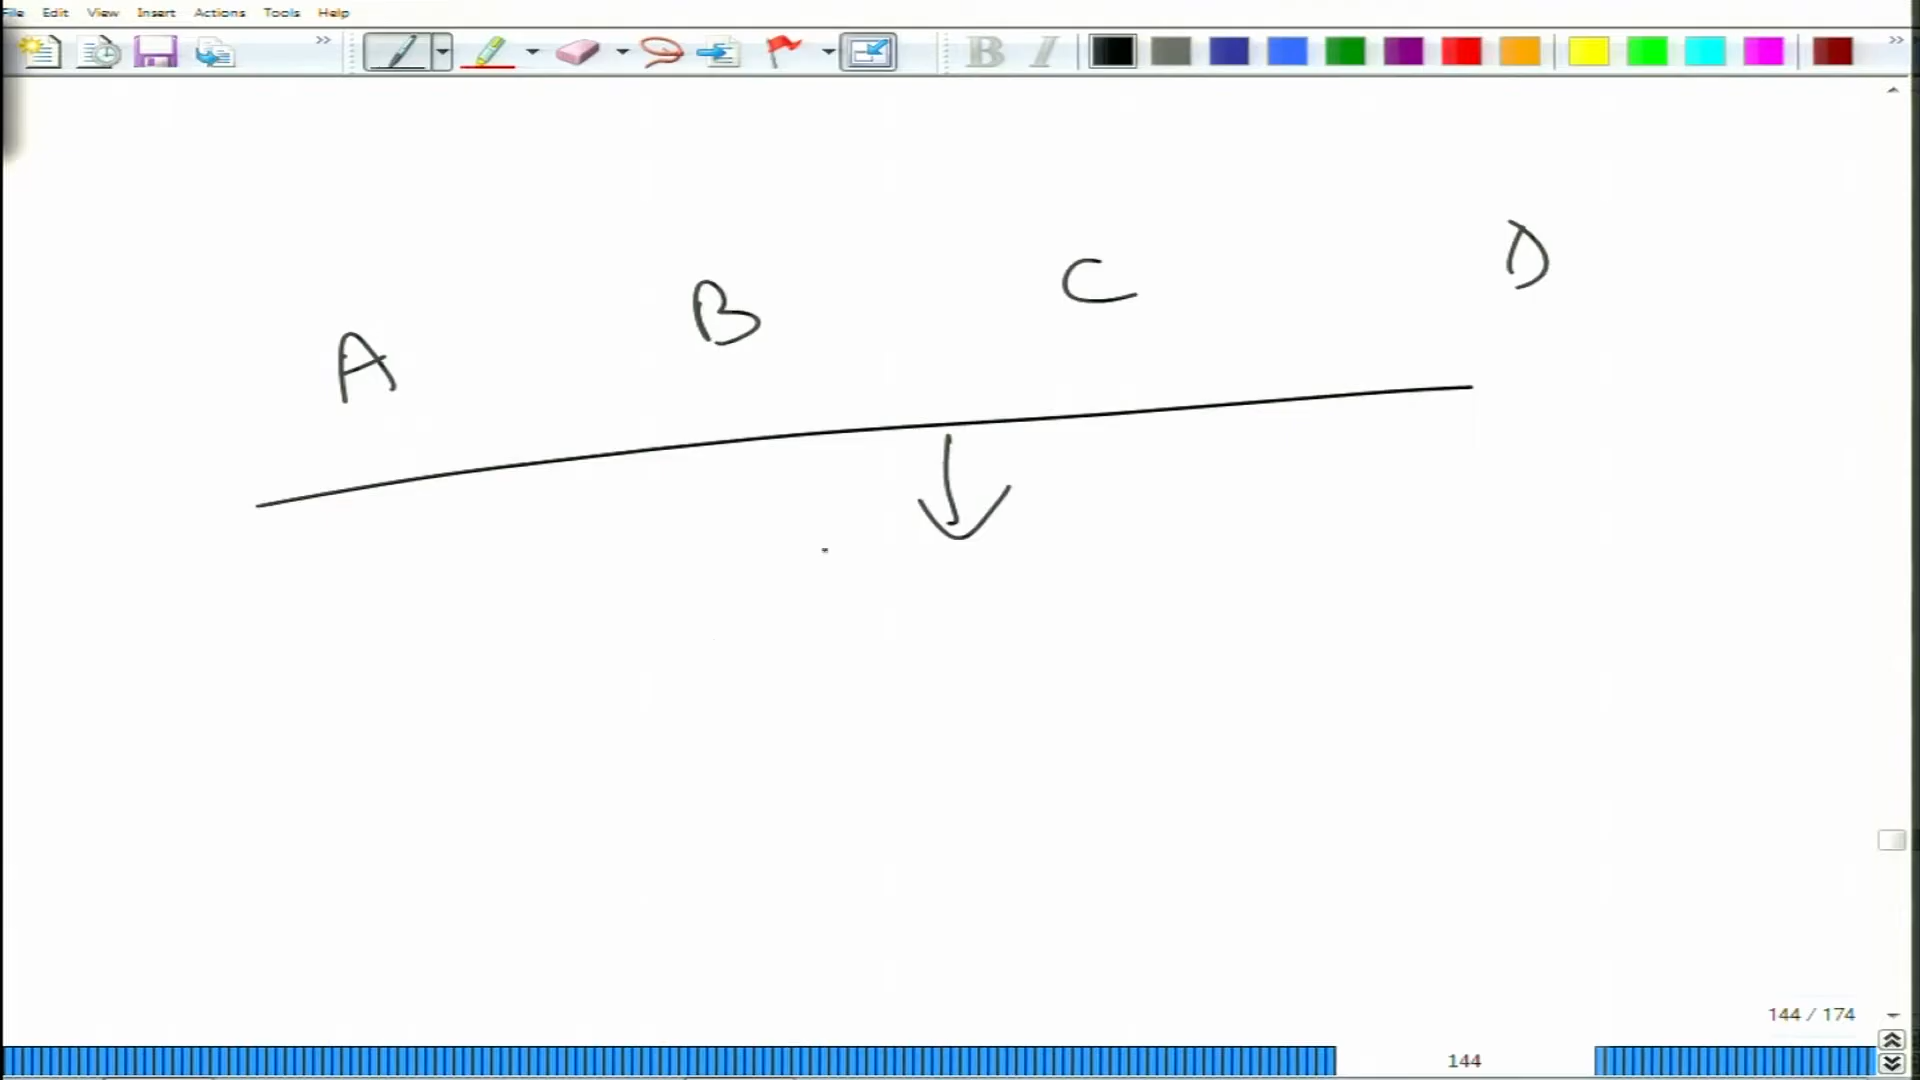 File Edit View Insert Actions Tools Help
B I
A B C D
144 / 174
144